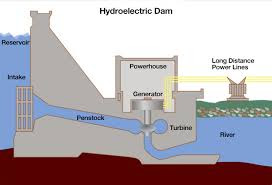 Hydroelectric Dam
Reservoir
Long Distance
Power Lines
Powerhouse
Intake
Generator
Penstock
Turbine
River